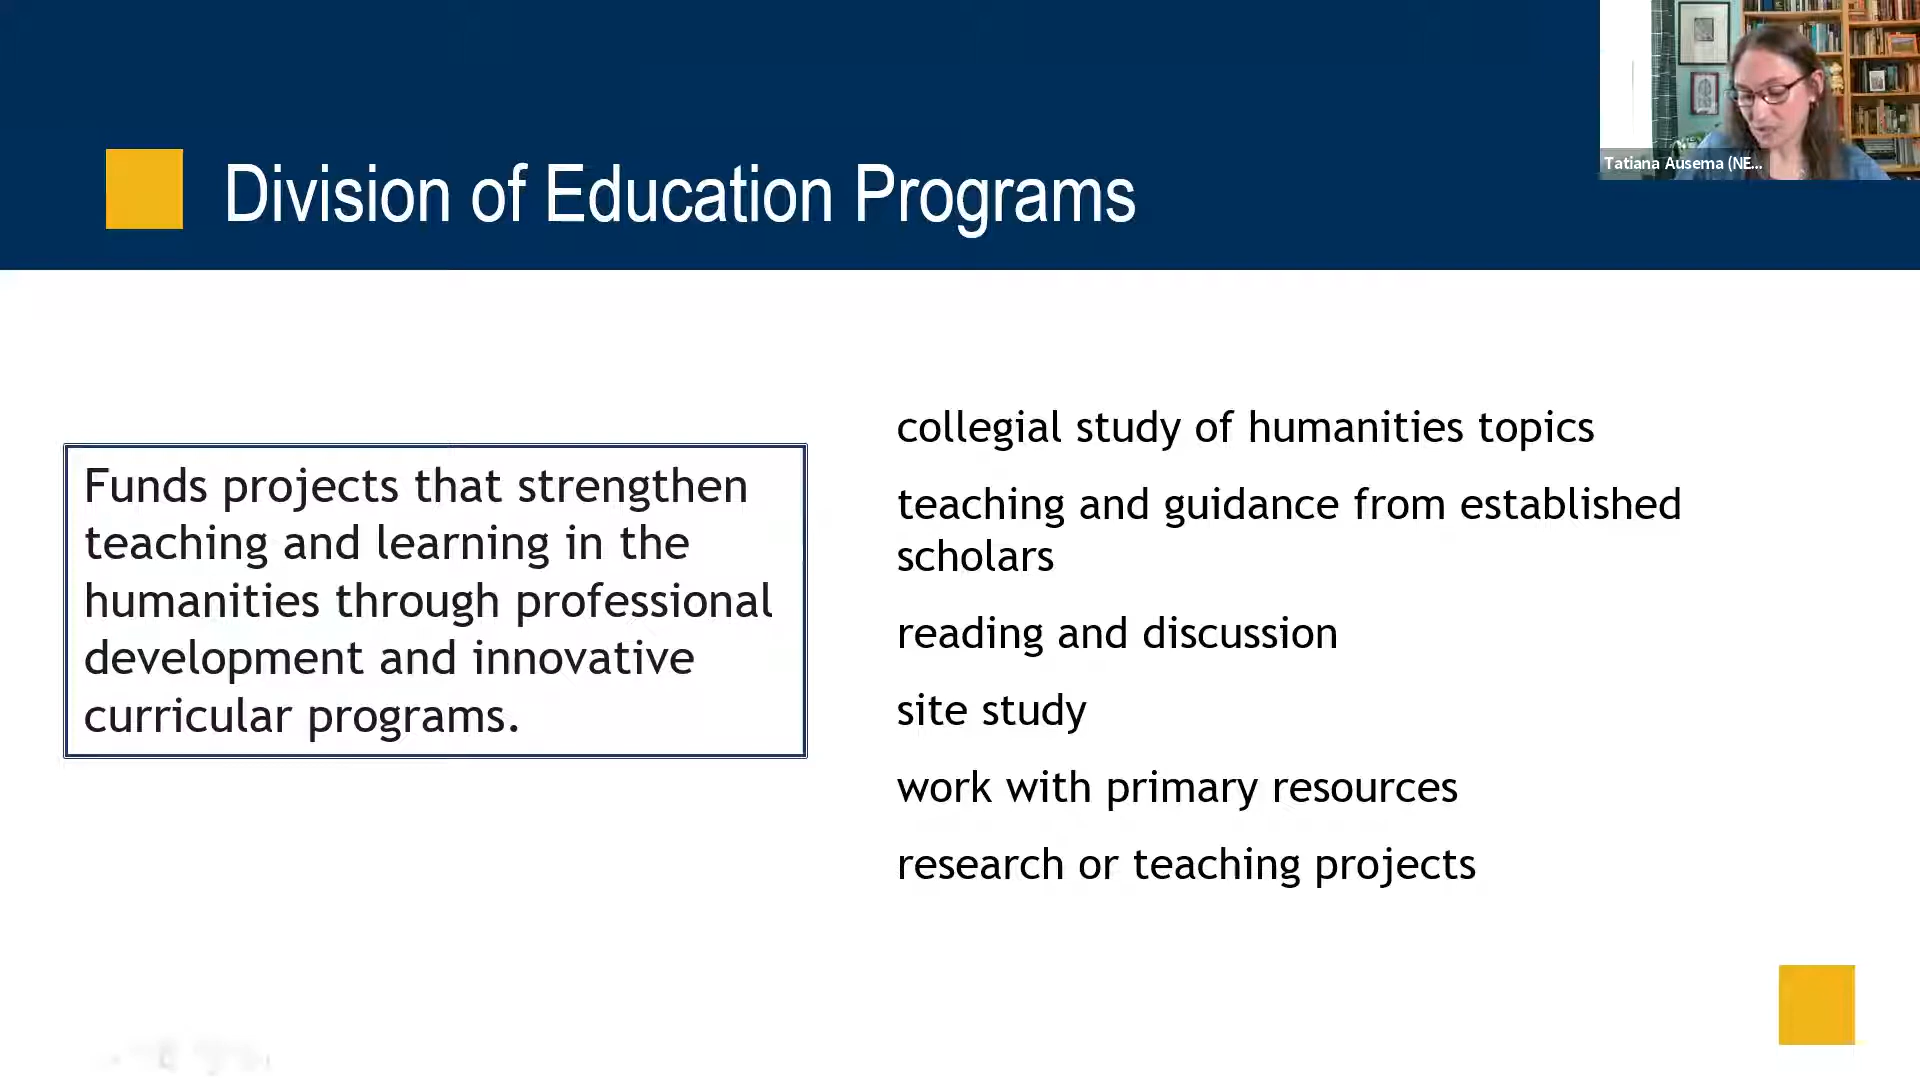 Tatiana Ausema (NE...
Division of Education Programs
Funds projects that strengthen
teaching and learning in the
humanities through professional
development and innovative
curricular programs.
collegial study of humanities topics
teaching and guidance from established
scholars
reading and discussion
site study
work with primary resources
research or teaching projects